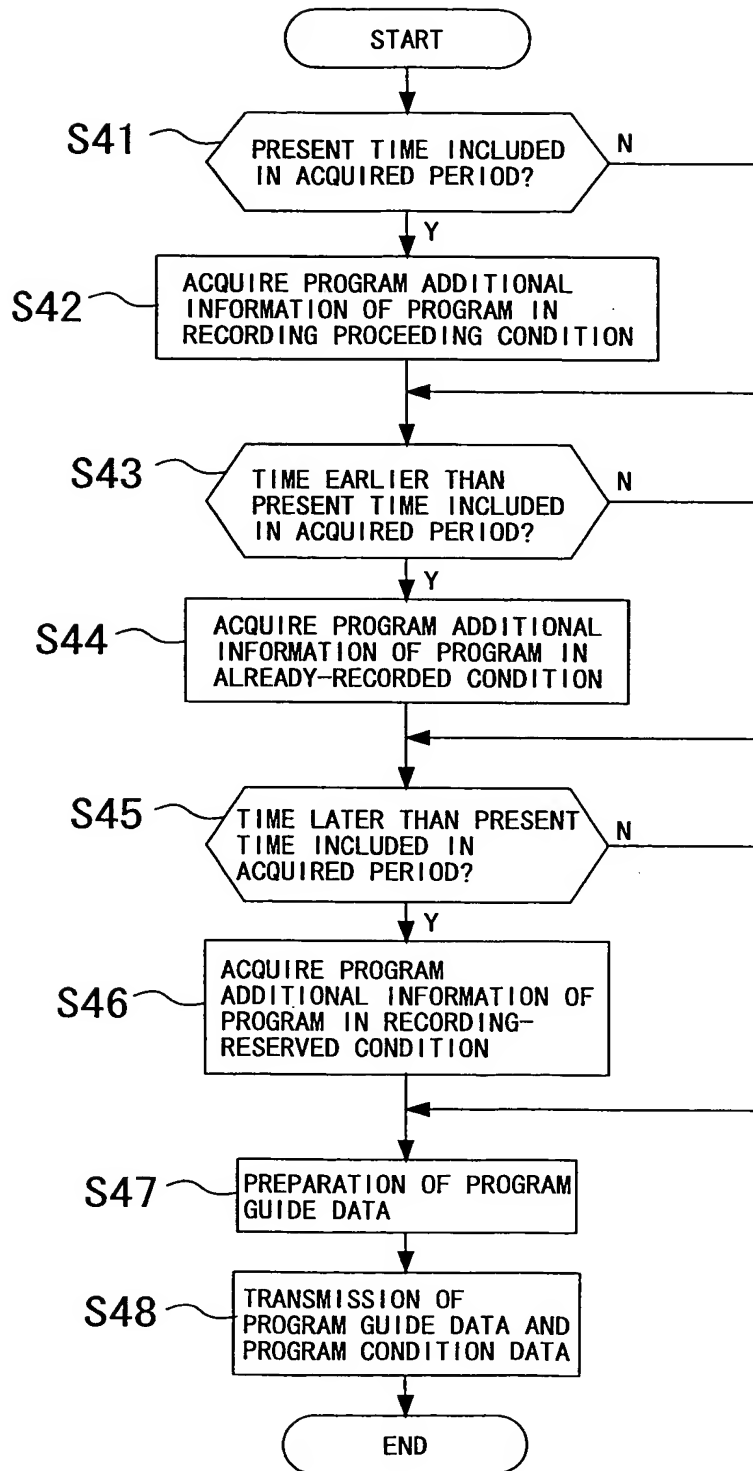 START
S41
PRESENT TIME INCLUDED
IN ACQUIRED PERIOD?
N
Y
S42
ACQUIRE PROGRAM ADDITIONAL
INFORMATION OF PROGRAM IN
RECORDING PROCEEDING CONDITION
S43
TIME EARLIER THAN
PRESENT TIME INCLUDED
IN ACQUIRED PERIOD?
N
Y
S44
ACQUIRE PROGRAM ADDITIONAL
INFORMATION OF PROGRAM IN
ALREADY-RECORDED CONDITION
S45
TIME LATER THAN PRESENT
TIME INCLUDED IN
ACQUIRED PERIOD?
N
Y
S46
ACQUIRE PROGRAM
ADDITIONAL INFORMATION OF
PROGRAM IN RECORDING-
RESERVED CONDITION
S47
PREPARATION OF PROGRAM
GUIDE DATA
S48
TRANSMISSION OF
PROGRAM GUIDE DATA AND
PROGRAM CONDITION DATA
END